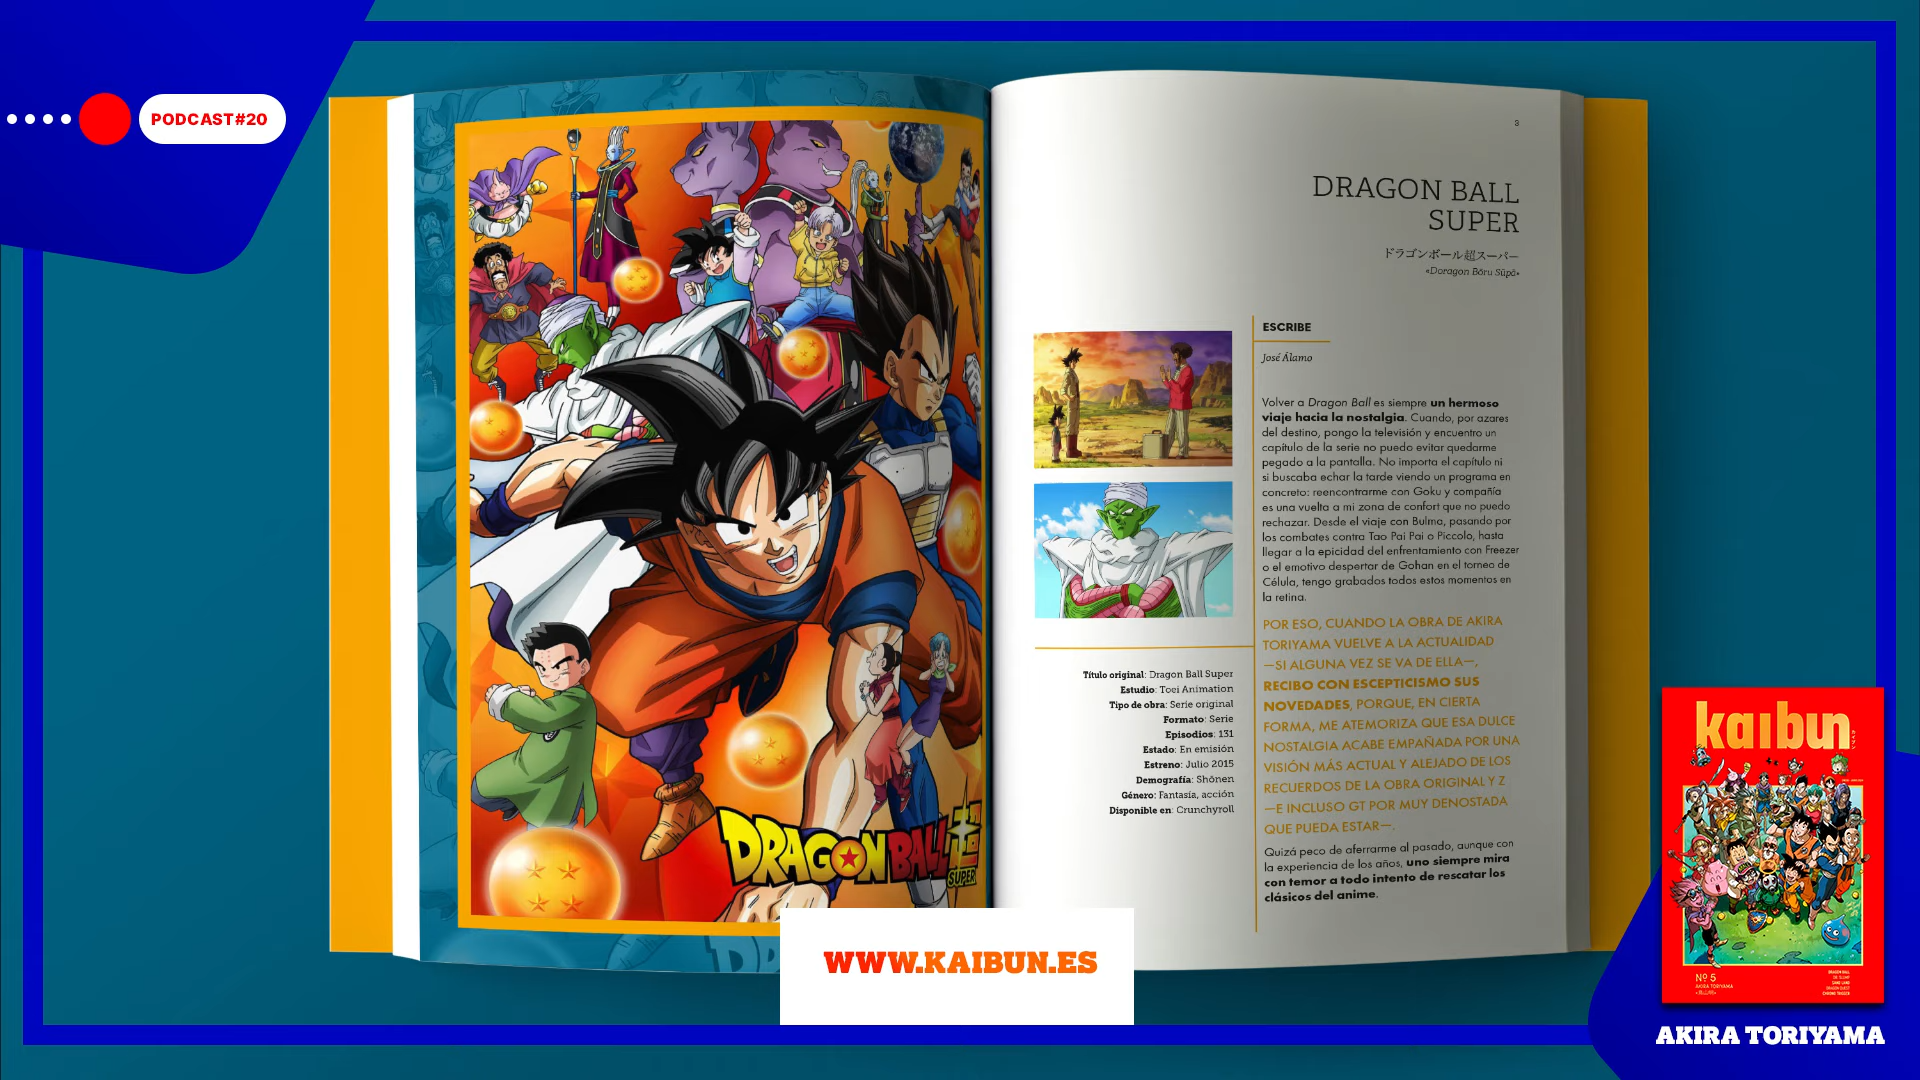 PODCAST#20
DRAGON BALL
SUPER
3
DRAGON BALL
SUPER
ドラゴンボール超スーパー
«Doragon Bōru Sūpā»
ESCRIBE
José Álamo
Volver a Dragon Ball es siempre un hermoso
viaje hacia la nostalgia. Cuando, por azares
del destino, pongo la televisión y encuentro un
capítulo de la serie no puedo evitar quedarme
pegado a la pantalla. No importa el capítulo ni
si buscaba echar la tarde viendo un programa en
concreto: reencontrarme con Goku y compañía
es una vuelta a mi zona de confort que no puedo
rechazar. Desde el viaje con Bulma, pasando por
los combates contra Tao Pai Pai o Piccolo, hasta
llegar a la epicidad del enfrentamiento con Freezer
o el emotivo despertar de Gohan en el torneo de
Célula, tengo grabados todos estos momentos en
la retina.
POR ESO, CUANDO LA OBRA DE AKIRA
TORIYAMA VUELVE A LA ACTUALIDAD
—SI ALGUNA VEZ SE VA DE ELLA—,
RECIBO CON ESCEPTICISMO SUS
NOVEDADES, PORQUE, EN CIERTA
FORMA, ME ATEMORIZA QUE ESA DULCE
NOSTALGIA ACABE EMPAÑADA POR UNA
VISIÓN MÁS ACTUAL Y ALEJADO DE LOS
RECUERDOS DE LA OBRA ORIGINAL Y Z
—E INCLUSO GT POR MUY DENOSTADA
QUE PUEDA ESTAR—.
Quizá peco de aferrarme al pasado, aunque con
la experiencia de los años, uno siempre mira
con temor a todo intento de rescatar los
clásicos del anime.
Título original: Dragon Ball Super
Estudio: Toei Animation
Tipo de obra: Serie original
Formato: Serie
Episodios: 131
Estado: En emisión
Estreno: Julio 2015
Demografía: Shōnen
Género: Fantasía, acción
Disponible en: Crunchyroll
WWW.KAIBUN.ES
kaibun
Nº 5
AKIRA TORIYAMA
DRAGON BALL
DR. SLUMP
SAND LAND
DRAGON QUEST
CHRONO TRIGGER
AKIRA TORIYAMA